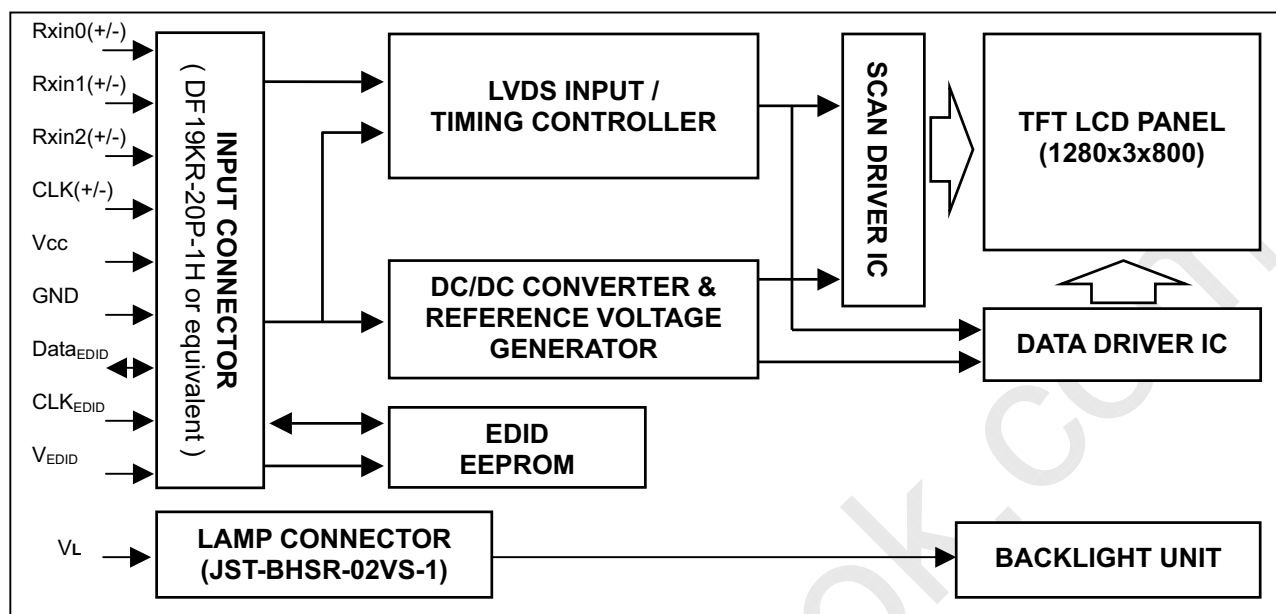 Rxin0(+/-)
Rxin1(+/-)
Rxin2(+/-)
CLK(+/-)
Vcc
GND
DataEDID
CLKEDID
VEDID
VL
INPUT CONNECTOR
( DF19KR-20P-1H or equivalent )
LVDS INPUT /
TIMING CONTROLLER
DC/DC CONVERTER &
REFERENCE VOLTAGE
GENERATOR
EDID
EEPROM
SCAN DRIVER IC
TFT LCD PANEL
(1280x3x800)
DATA DRIVER IC
LAMP CONNECTOR
(JST-BHSR-02VS-1)
BACKLIGHT UNIT
ok.com